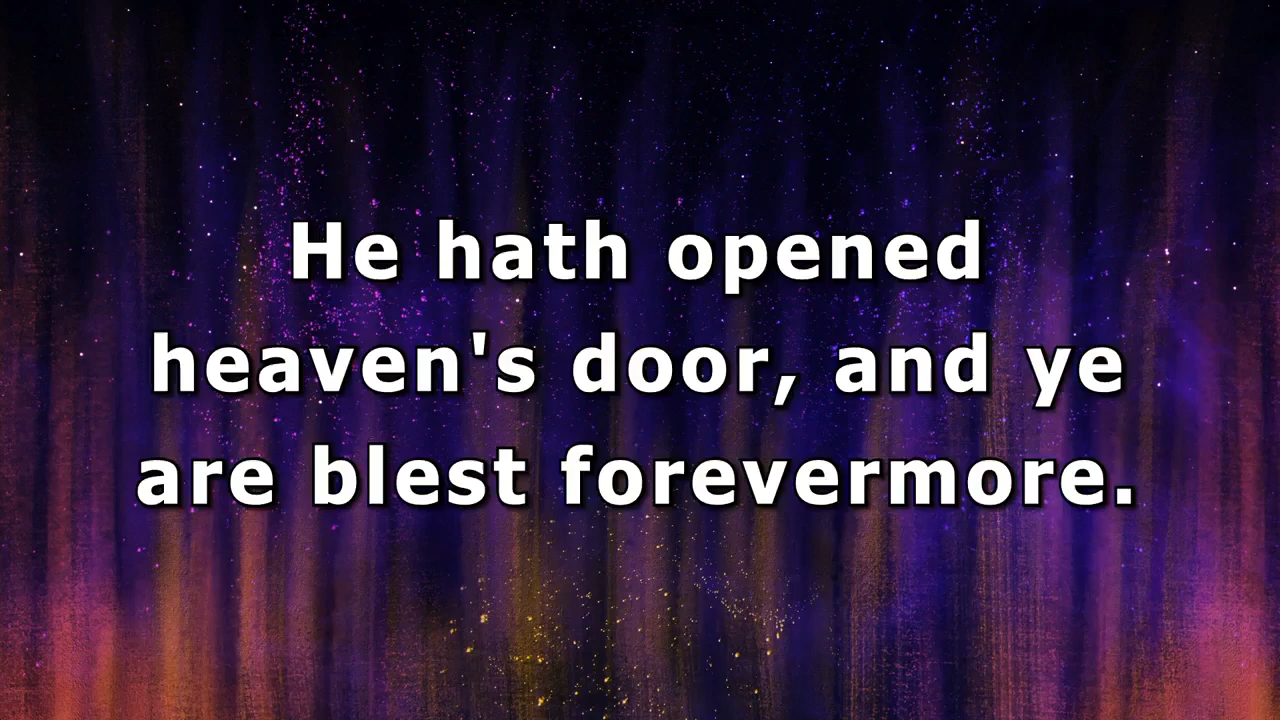 He hath opened
heaven's door, and ye
are blest forevermore.